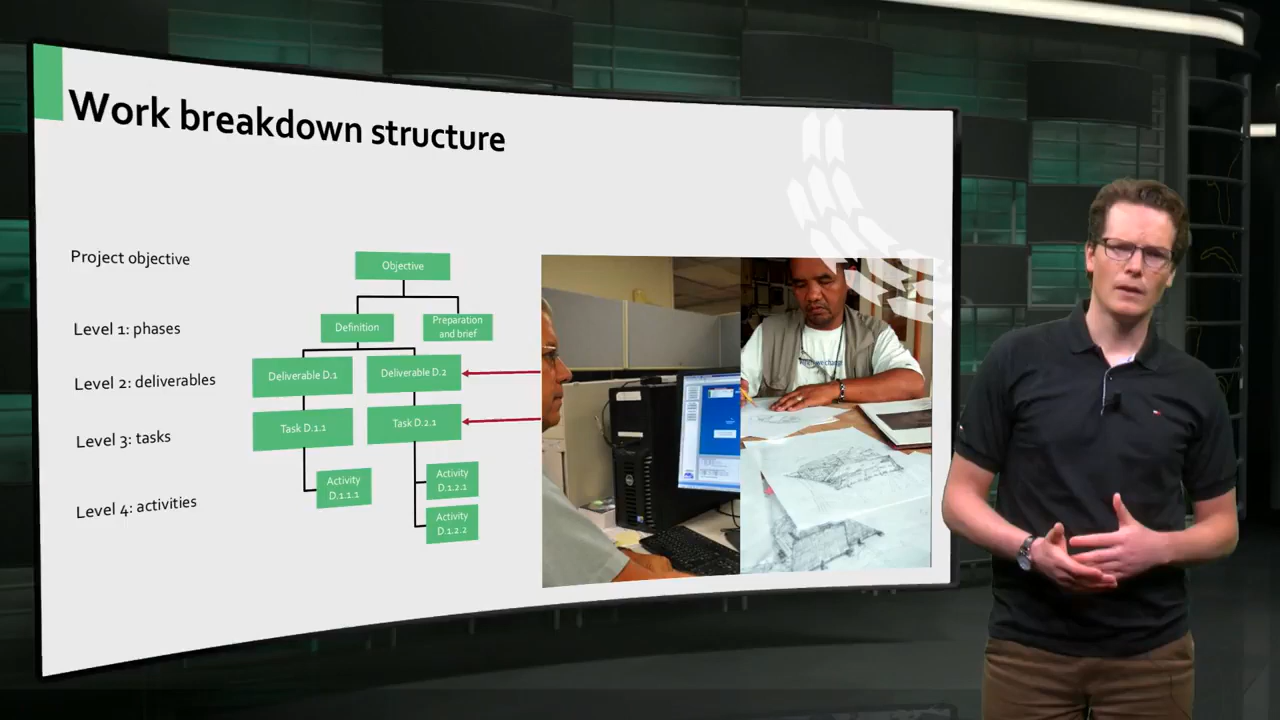 Work breakdown structure
Project objective
Objective
Level 1: phases
Definition
Preparation
and brief
Level 2: deliverables
Deliverable D.1
Deliverable D.2
Level 3: tasks
Task D.1.1
Task D.2.1
Level 4: activities
Activity
D.1.1.1
Activity
D.1.2.1
Activity
D.1.2.2